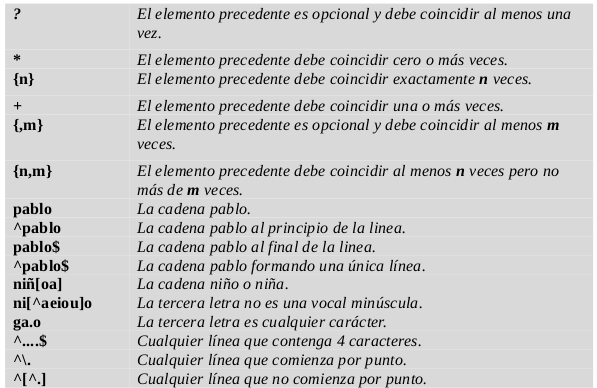 ? El elemento precedente es opcional y debe coincidir al menos una
vez.
* El elemento precedente debe coincidir cero o más veces.
{n} El elemento precedente debe coincidir exactamente n veces.
+ El elemento precedente debe coincidir una o más veces.
{,m} El elemento precedente es opcional y debe coincidir al menos m
veces.
{n,m} El elemento precedente debe coincidir al menos n veces pero no
más de m veces.
pablo La cadena pablo.
^pablo La cadena pablo al principio de la linea.
pablo$ La cadena pablo al final de la linea.
^pablo$ La cadena pablo formando una única línea.
niñ[oa] La cadena niño o niña.
ni[^aeiou]o La tercera letra no es una vocal minúscula.
ga.o La tercera letra es cualquier carácter.
^....$ Cualquier línea que contenga 4 caracteres.
^\. Cualquier línea que comienza por punto.
^[^.] Cualquier línea que no comienza por punto.